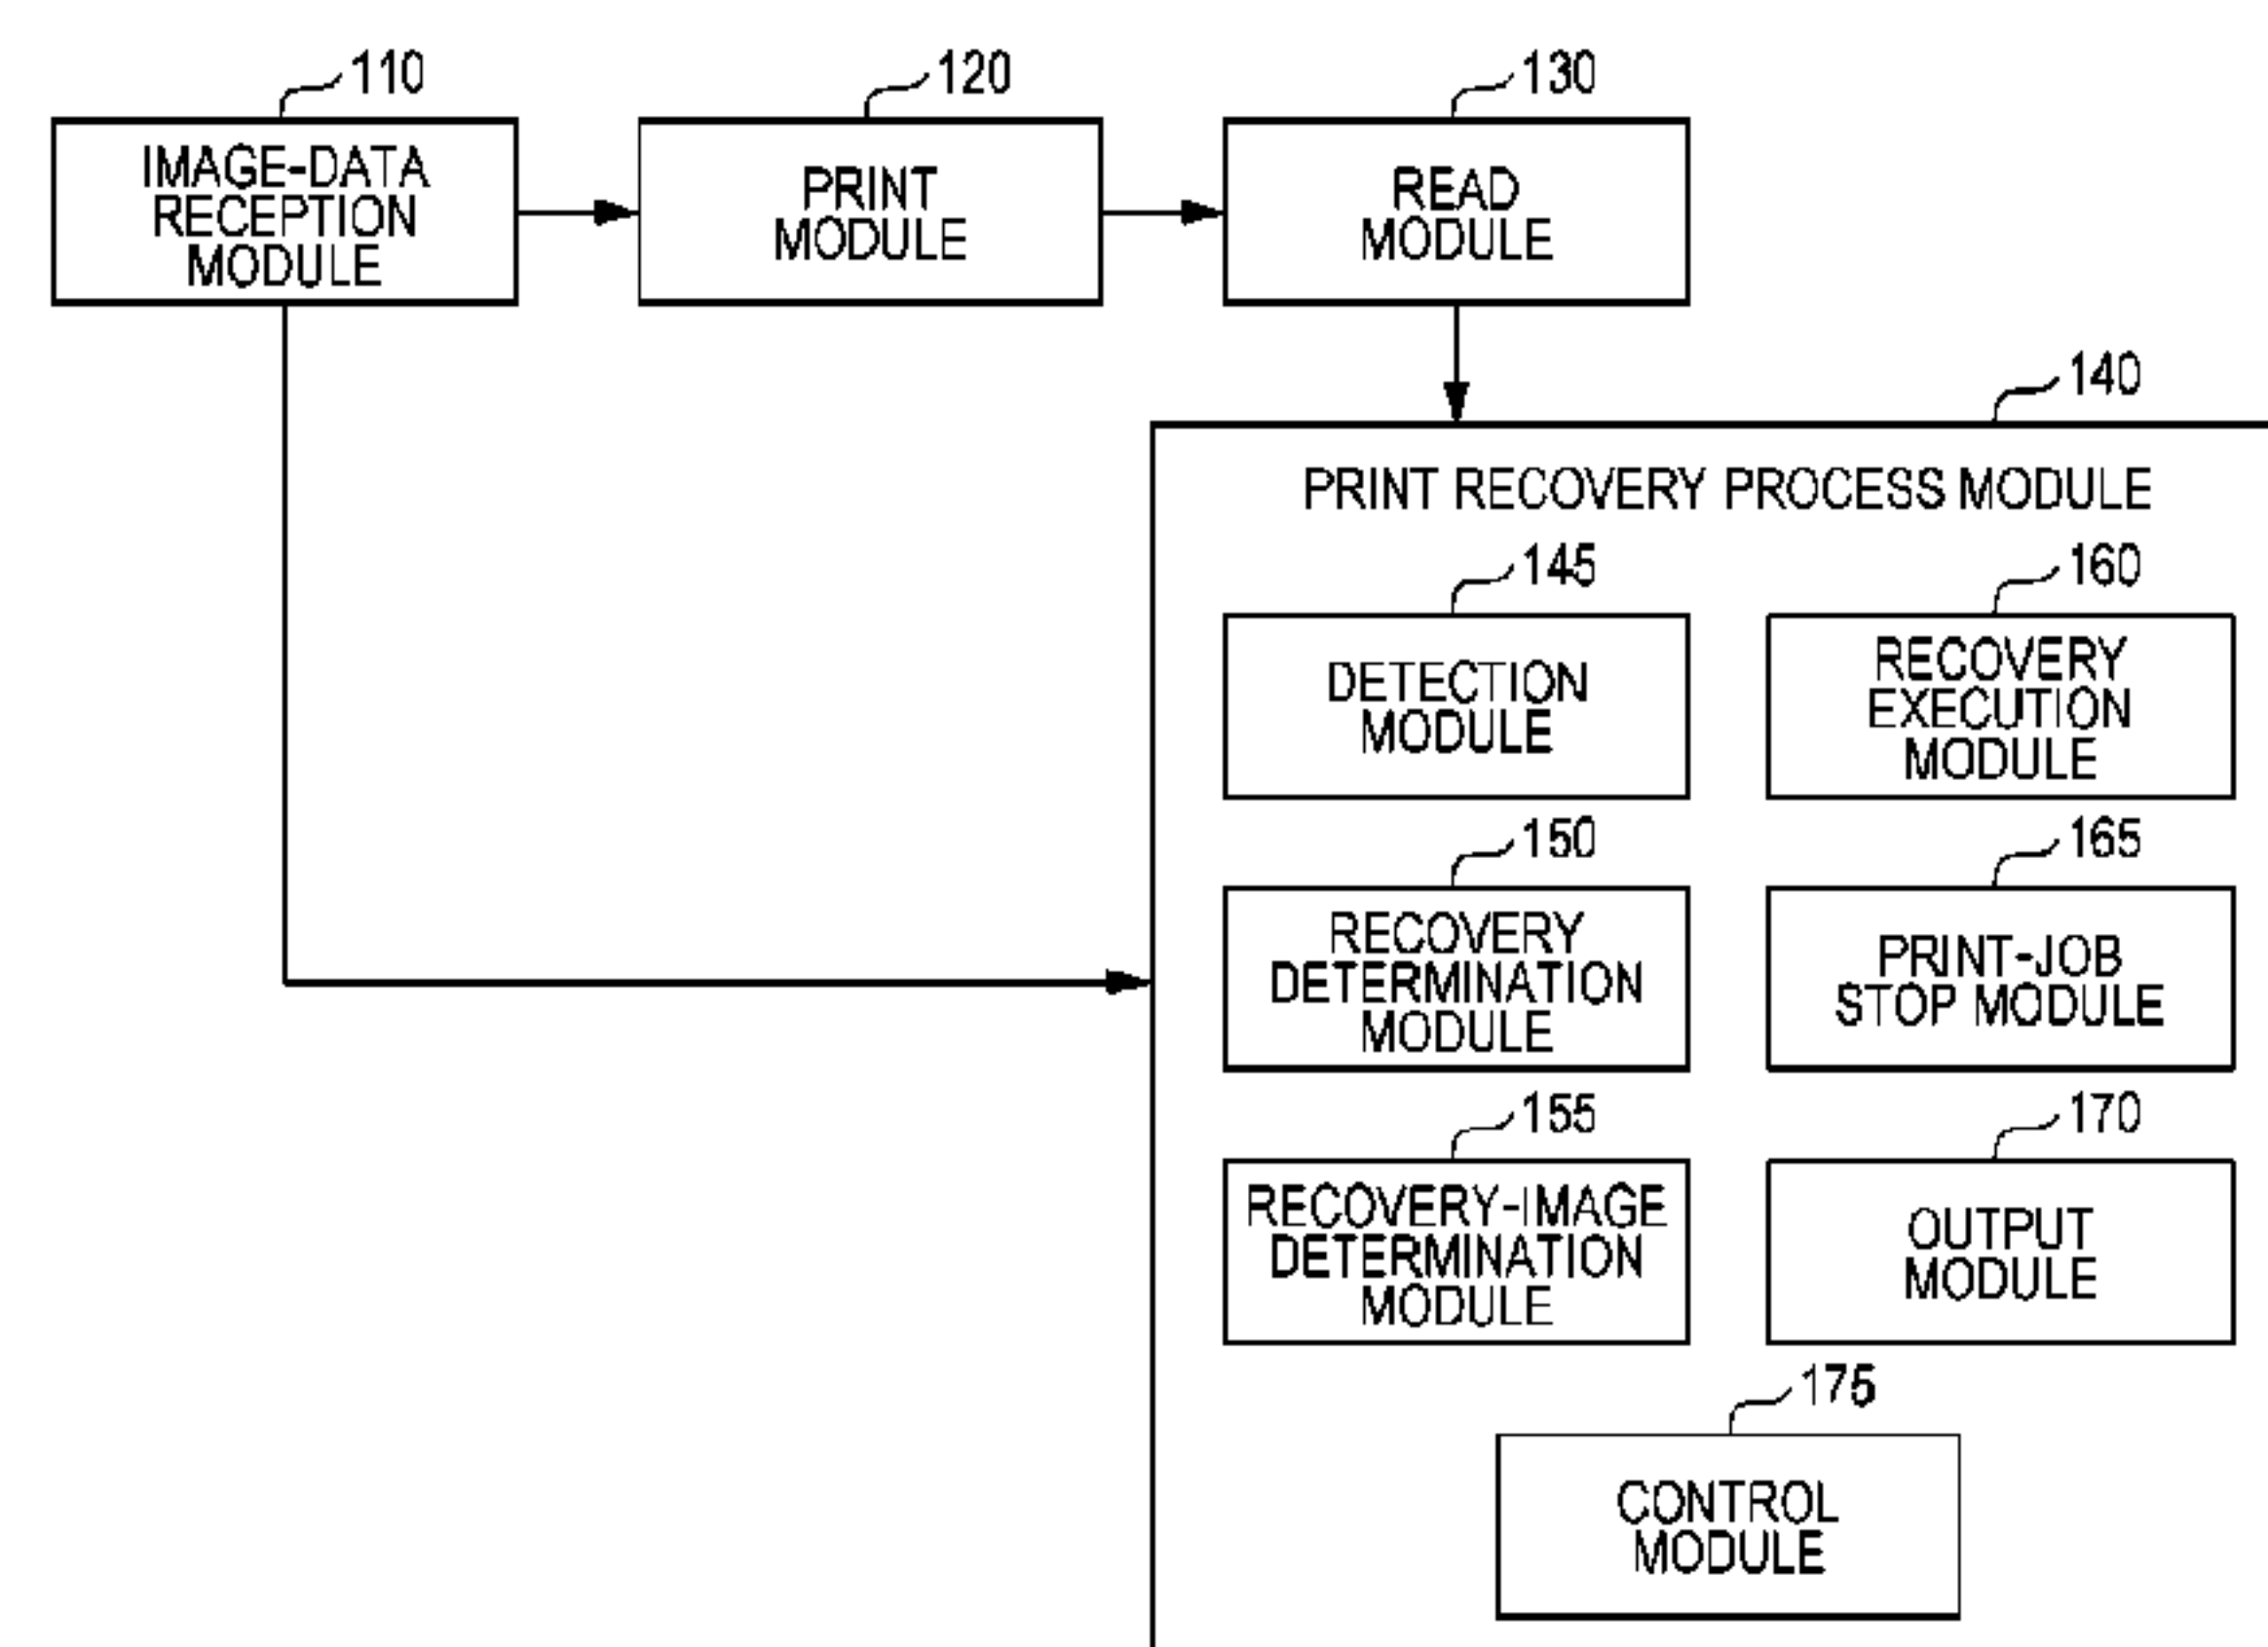 110
IMAGE-DATA
RECEPTION
MODULE
120
PRINT
MODULE
130
READ
MODULE
140
PRINT RECOVERY PROCESS MODULE
145
DETECTION
MODULE
160
RECOVERY
EXECUTION
MODULE
150
RECOVERY
DETERMINATION
MODULE
165
PRINT-JOB
STOP MODULE
155
RECOVERY-IMAGE
DETERMINATION
MODULE
170
OUTPUT
MODULE
175
CONTROL
MODULE